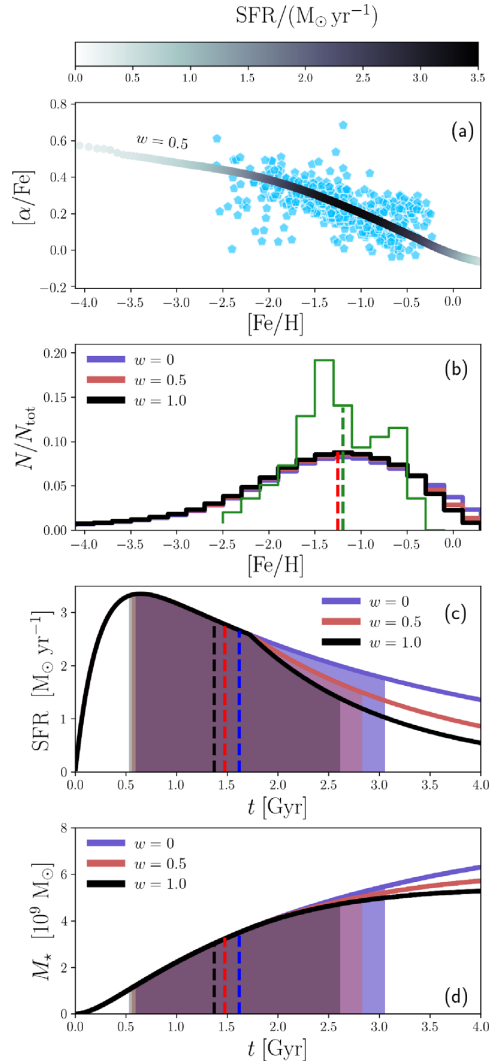 SFR/(M⊙ yr⁻¹)
0.0 0.5 1.0 1.5 2.0 2.5 3.0 3.5
(a)
w = 0.5
[α/Fe]
0.8
0.6
0.4
0.2
0.0
−0.2
−4.0 −3.5 −3.0 −2.5 −2.0 −1.5 −1.0 −0.5 0.0
[Fe/H]
(b)
w = 0
w = 0.5
w = 1.0
N/N_tot
0.20
0.15
0.10
0.05
0.00
−4.0 −3.5 −3.0 −2.5 −2.0 −1.5 −1.0 −0.5 0.0
[Fe/H]
(c)
w = 0
w = 0.5
w = 1.0
SFR [M⊙ yr⁻¹]
3
2
1
0
0.0 0.5 1.0 1.5 2.0 2.5 3.0 3.5 4.0
t [Gyr]
w = 0
w = 0.5
w = 1.0
(d)
M⋆ [10⁹ M⊙]
8
6
4
2
0
0.0 0.5 1.0 1.5 2.0 2.5 3.0 3.5 4.0
t [Gyr]